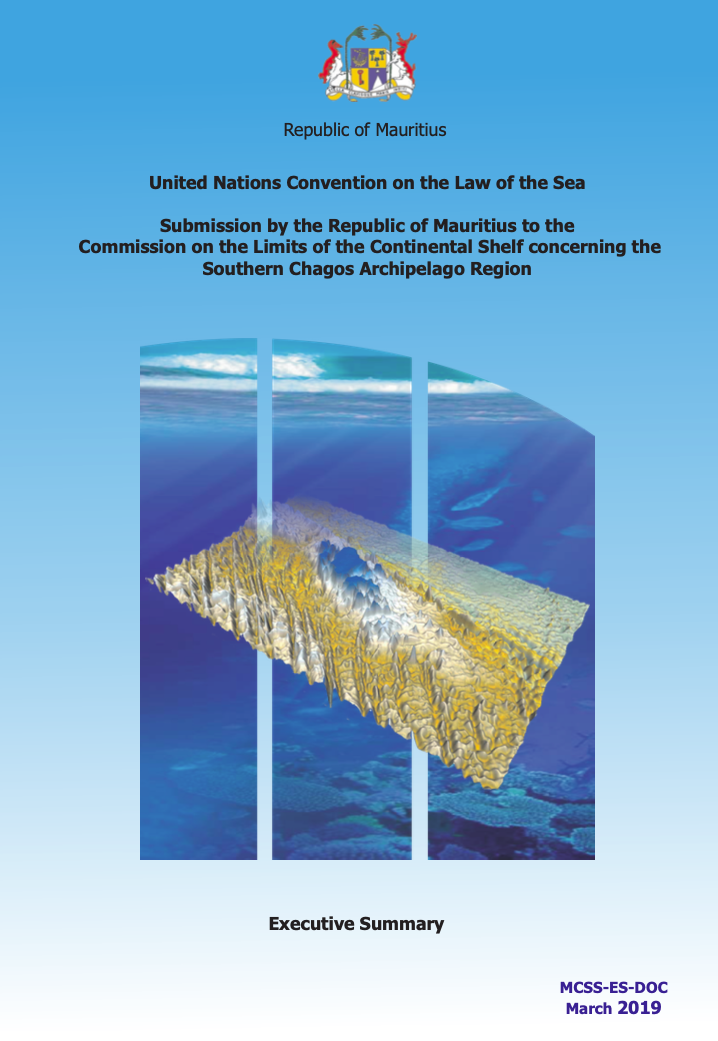 Republic of Mauritius
United Nations Convention on the Law of the Sea
Submission by the Republic of Mauritius to the
Commission on the Limits of the Continental Shelf concerning the
Southern Chagos Archipelago Region
Executive Summary
MCSS-ES-DOC
March 2019